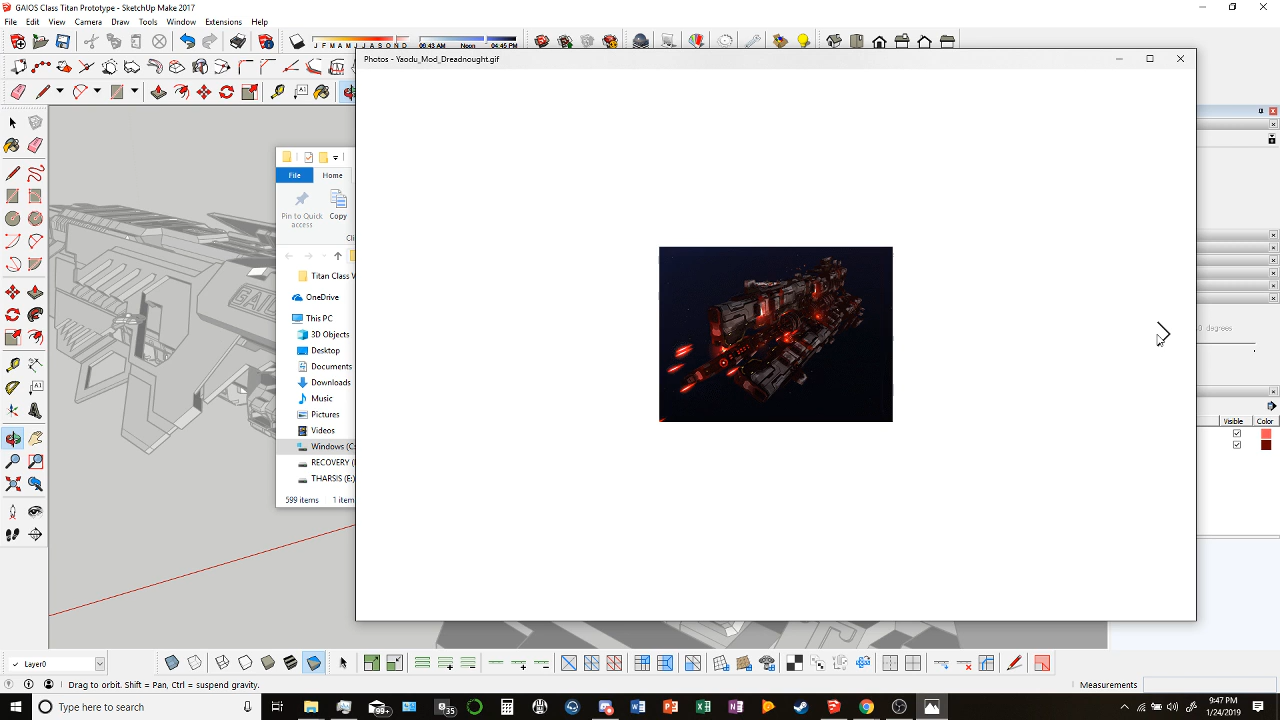 GAIOS Class Titan Prototype - SketchUp Make 2017
File Edit View Camera Draw Tools Window Extensions Help
J F M A M J J A S O N D 06:43 AM Noon 04:45 PM
Photos - Yaodu_Mod_Dreadnought.gif
File Home
Pin to Quick access
Copy
Titan Class V
OneDrive
This PC
3D Objects
Desktop
Documents
Downloads
Music
Pictures
Videos
Windows (C:
RECOVERY (
THARSIS (E:)
599 items 1 item
GAIO
degrees
Visible Color
Layer0
Drag to orbit. Shift = Pan, Ctrl = suspend gravity.
Measurements
Type here to search
99+
35
9:47 PM
1/24/2019